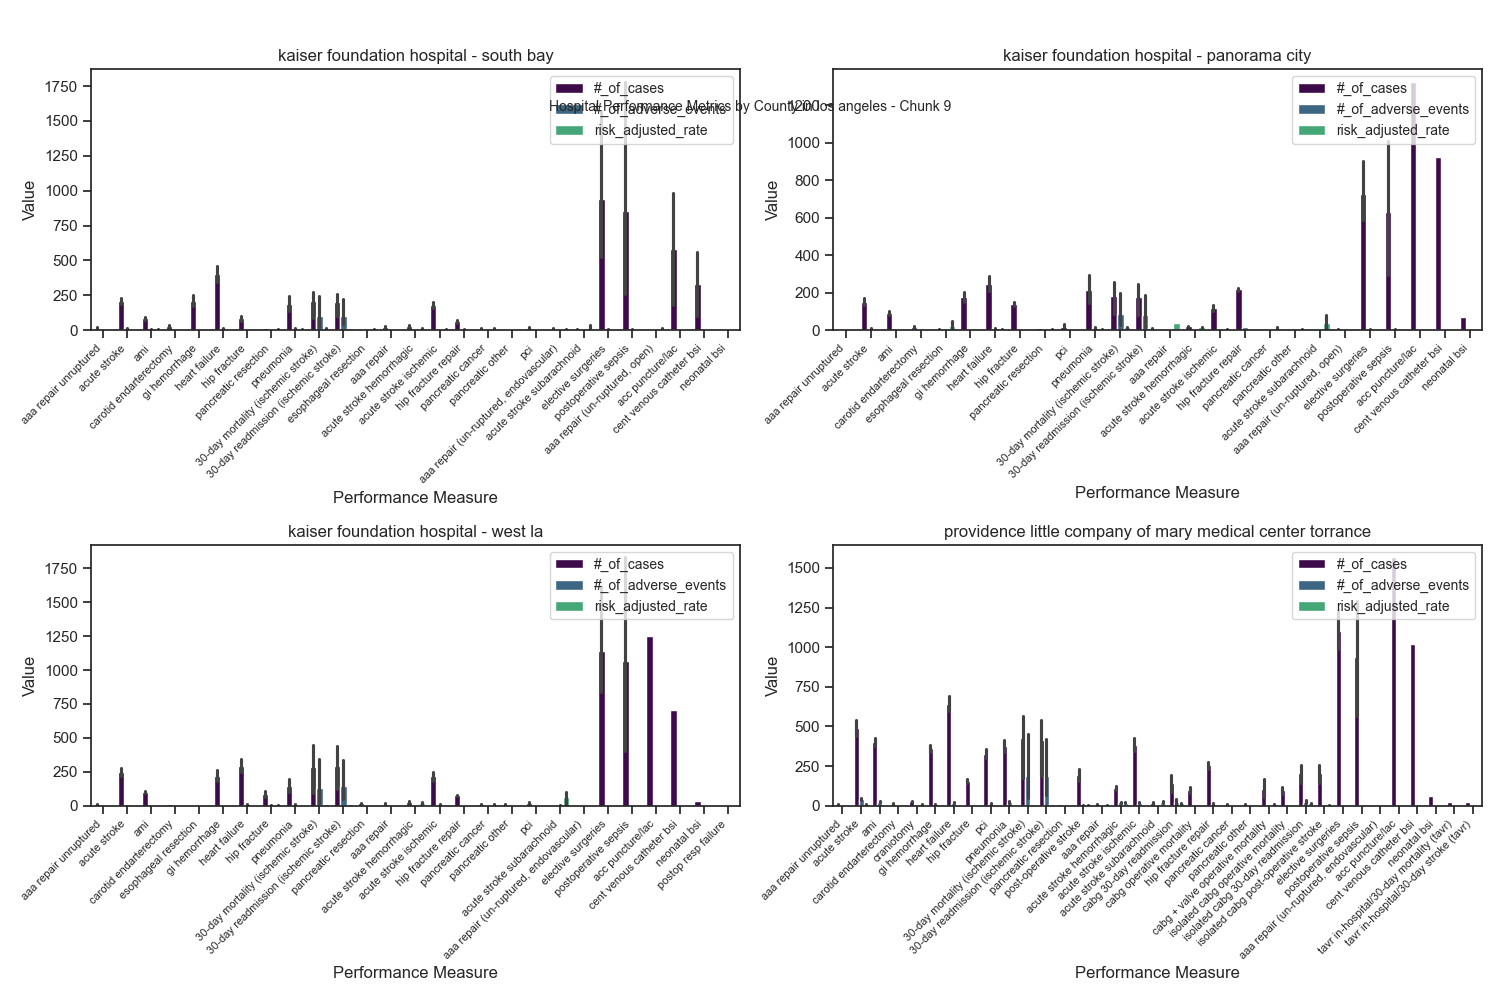 kaiser foundation hospital - south bay
1750
1500
1250
1000
750
500
250
0
Value
#_of_cases
#_of_adverse_events
risk_adjusted_rate
aaa repair unruptured
acute stroke
ami
carotid endarterectomy
gi hemorrhage
heart failure
hip fracture
pancreatic resection
pneumonia
30-day mortality (ischemic stroke)
30-day readmission (ischemic stroke)
esophageal resection
aaa repair
acute stroke hemorrhagic
acute stroke ischemic
hip fracture repair
pancreatic cancer
pancreatic other
pci
aaa repair (un-ruptured, endovascular)
acute stroke subarachnoid
elective surgeries
postoperative sepsis
aaa repair (un-ruptured, open)
acc puncture/lac
cent venous catheter bsi
neonatal bsi
Performance Measure
Hospital Performance Metrics by County in los angeles - Chunk 9
kaiser foundation hospital - panorama city
1200
1000
800
600
400
200
0
Value
#_of_cases
#_of_adverse_events
risk_adjusted_rate
aaa repair unruptured
acute stroke
ami
carotid endarterectomy
esophageal resection
gi hemorrhage
heart failure
hip fracture
pancreatic resection
pci
pneumonia
30-day mortality (ischemic stroke)
30-day readmission (ischemic stroke)
aaa repair
acute stroke hemorrhagic
acute stroke ischemic
hip fracture repair
pancreatic cancer
pancreatic other
acute stroke subarachnoid
aaa repair (un-ruptured, open)
elective surgeries
postoperative sepsis
acc puncture/lac
cent venous catheter bsi
neonatal bsi
Performance Measure
kaiser foundation hospital - west la
1750
1500
1250
1000
750
500
250
0
Value
#_of_cases
#_of_adverse_events
risk_adjusted_rate
aaa repair unruptured
acute stroke
ami
carotid endarterectomy
esophageal resection
gi hemorrhage
heart failure
hip fracture
pneumonia
30-day mortality (ischemic stroke)
30-day readmission (ischemic stroke)
pancreatic resection
aaa repair
acute stroke hemorrhagic
acute stroke ischemic
hip fracture repair
pancreatic cancer
pancreatic other
pci
acute stroke subarachnoid
aaa repair (un-ruptured, endovascular)
elective surgeries
postoperative sepsis
acc puncture/lac
cent venous catheter bsi
neonatal bsi
postop resp failure
Performance Measure
providence little company of mary medical center torrance
1500
1250
1000
750
500
250
0
Value
#_of_cases
#_of_adverse_events
risk_adjusted_rate
aaa repair unruptured
acute stroke
ami
carotid endarterectomy
craniotomy
gi hemorrhage
heart failure
hip fracture
pci
pneumonia
30-day mortality (ischemic stroke)
30-day readmission (ischemic stroke)
pancreatic resection
post-operative stroke
aaa repair
acute stroke hemorrhagic
acute stroke ischemic
acute stroke subarachnoid
cabg 30-day readmission
cabg operative mortality
hip fracture repair
pancreatic cancer
pancreatic other
cabg + valve operative mortality
isolated cabg operative mortality
isolated cabg 30-day readmission
isolated cabg post-operative stroke
elective surgeries
postoperative sepsis
aaa repair (un-ruptured, endovascular)
acc puncture/lac
cent venous catheter bsi
neonatal bsi
tavr in-hospital/30-day mortality (tavr)
tavr in-hospital/30-day stroke (tavr)
Performance Measure